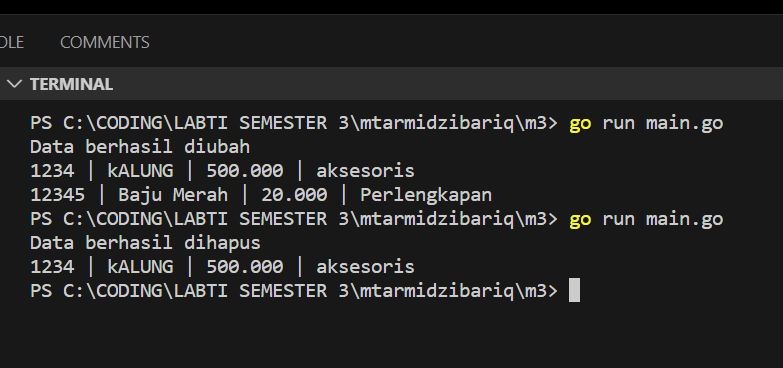 OLE COMMENTS
TERMINAL
PS C:\CODING\LABTI SEMESTER 3\mtarmidzibariq\m3> go run main.go
Data berhasil diubah
1234 | kALUNG | 500.000 | aksesoris
12345 | Baju Merah | 20.000 | Perlengkapan
PS C:\CODING\LABTI SEMESTER 3\mtarmidzibariq\m3> go run main.go
Data berhasil dihapus
1234 | kALUNG | 500.000 | aksesoris
PS C:\CODING\LABTI SEMESTER 3\mtarmidzibariq\m3>